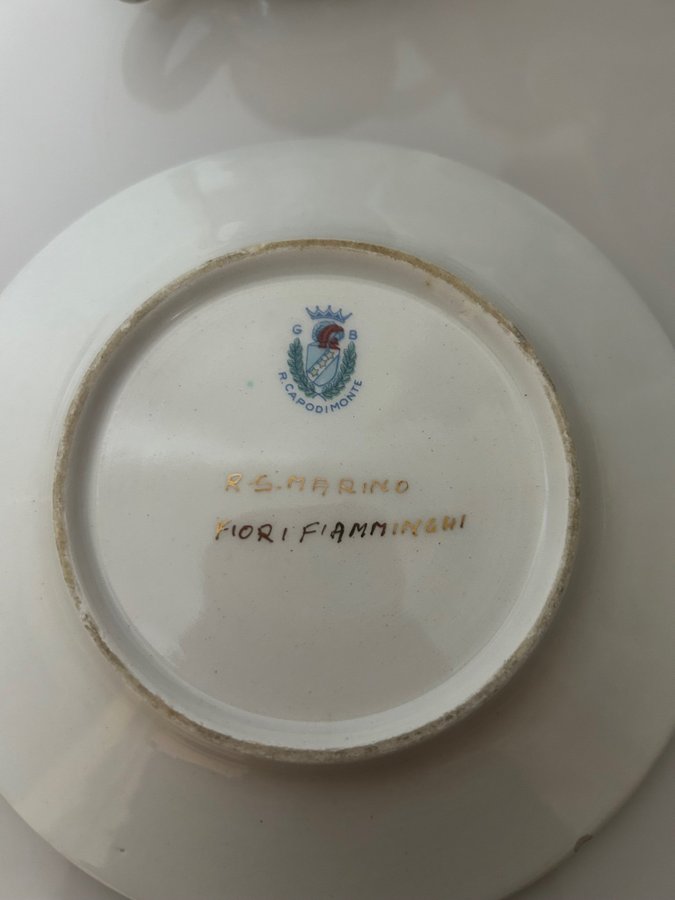 G B
R. CAPODIMONTE
R.S. MARINO
FIORI FIAMMINGHI